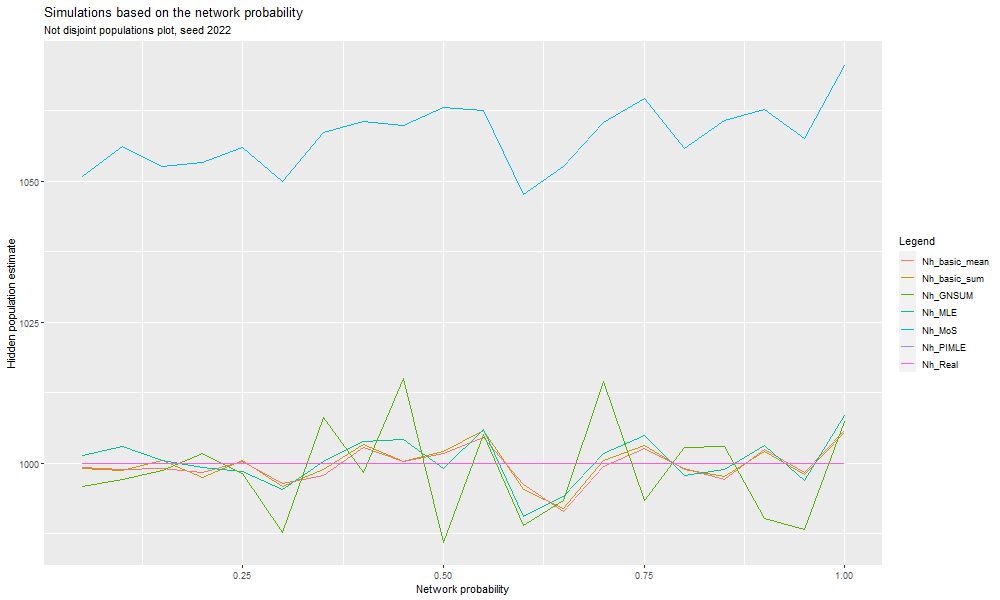 Simulations based on the network probability
Not disjoint populations plot, seed 2022
Hidden population estimate
1050
1025
1000
0.25
0.50
0.75
1.00
Network probability
Legend
Nh_basic_mean
Nh_basic_sum
Nh_GNSUM
Nh_MLE
Nh_MoS
Nh_PIMLE
Nh_Real